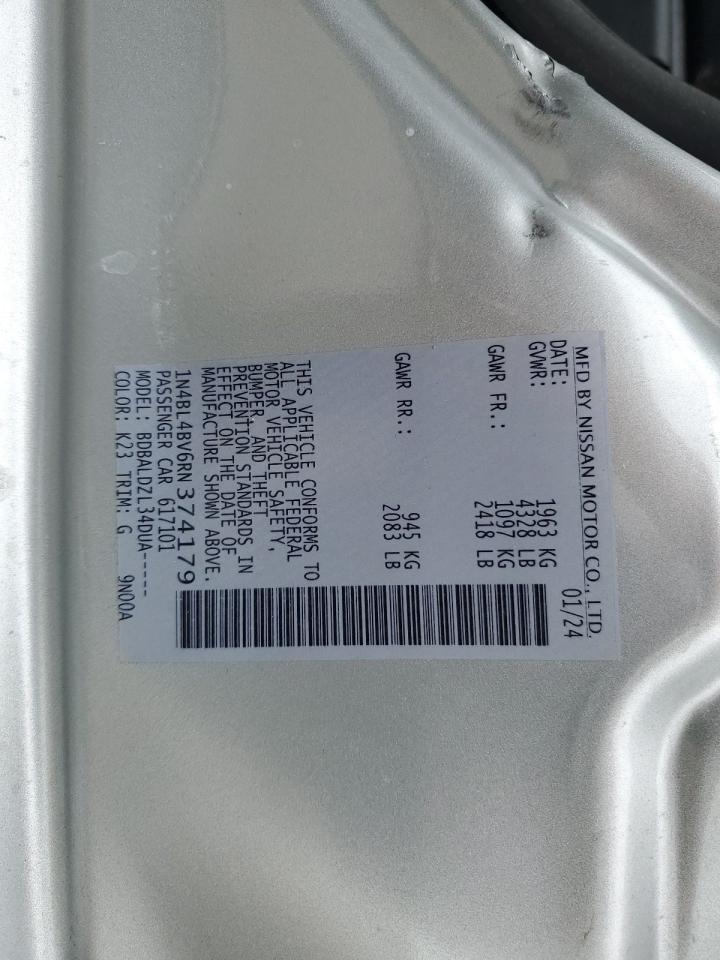 MFD BY NISSAN MOTOR CO., LTD.
DATE: 01/24
GVWR: 1963 KG
4328 LB
GAWR FR.: 1097 KG
2418 LB
GAWR RR.: 945 KG
2083 LB
THIS VEHICLE CONFORMS TO
ALL APPLICABLE FEDERAL
MOTOR VEHICLE SAFETY,
BUMPER, AND THEFT
PREVENTION STANDARDS IN
EFFECT ON THE DATE OF
MANUFACTURE SHOWN ABOVE.
1N4BL4BV6RN374179
PASSENGER CAR 617101
MODEL: BDBALDZL34DUA-----
COLOR: K23 TRIM: G 9N00A